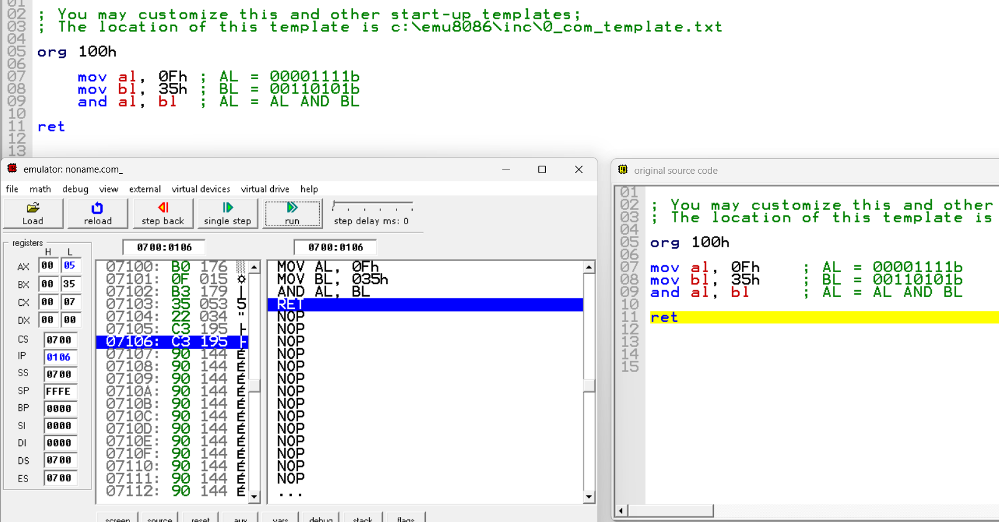 01
02 ; You may customize this and other start-up templates;
03 ; The location of this template is c:\emu8086\inc\0_com_template.txt
04
05 org 100h
06
07 mov al, 0Fh ; AL = 00001111b
08 mov bl, 35h ; BL = 00110101b
09 and al, bl ; AL = AL AND BL
10
11 ret
12
13
emulator: noname.com_
file math debug view external virtual devices virtual drive help
Load reload step back single step run step delay ms: 0
registers
H L
AX 00 05
BX 00 35
CX 00 07
DX 00 00
CS 0700
IP 0106
SS 0700
SP FFFE
BP 0000
SI 0000
DI 0000
DS 0700
ES 0700
0700:0106
07100: B0 176
07101: 0F 015 ☼
07102: B3 179 │
07103: 35 053 5
07104: 22 034 "
07105: C3 195 ├
07106: C3 195 ├
07107: 90 144 É
07108: 90 144 É
07109: 90 144 É
0710A: 90 144 É
0710B: 90 144 É
0710C: 90 144 É
0710D: 90 144 É
0710E: 90 144 É
0710F: 90 144 É
07110: 90 144 É
07111: 90 144 É
07112: 90 144 É
0700:0106
MOV AL, 0Fh
MOV BL, 035h
AND AL, BL
RET
NOP
NOP
NOP
NOP
NOP
NOP
NOP
NOP
NOP
NOP
NOP
NOP
NOP
NOP
...
screen source reset aux vars debug stack flags
original source code
01
02 ; You may customize this and other
03 ; The location of this template is
04
05 org 100h
06
07 mov al, 0Fh ; AL = 00001111b
08 mov bl, 35h ; BL = 00110101b
09 and al, bl ; AL = AL AND BL
10
11 ret
12
13
14
15